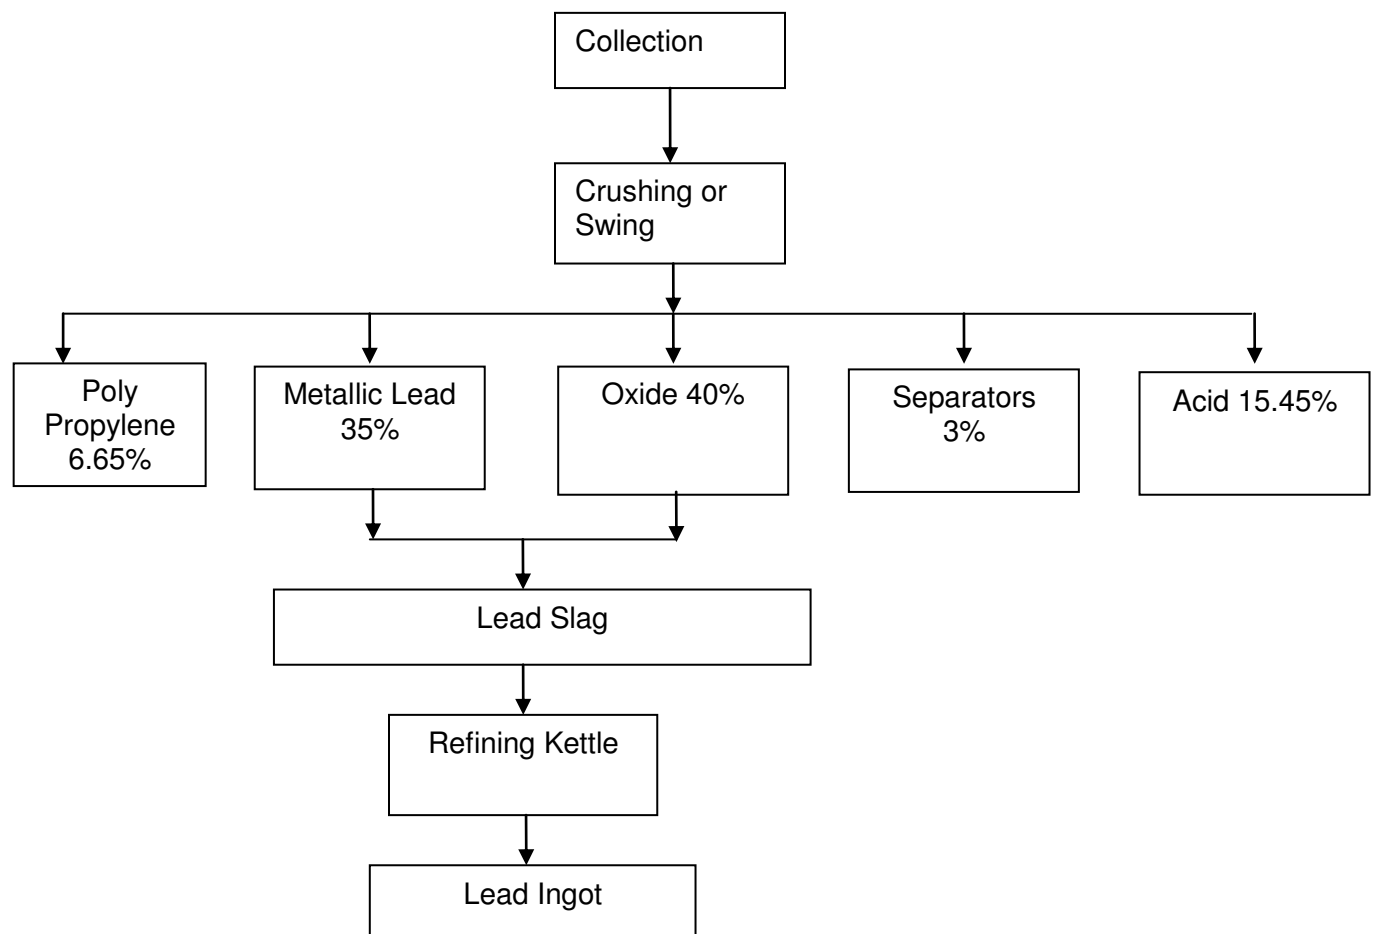 Collection
Crushing or
Swing
Poly
Propylene
6.65%
Metallic Lead
35%
Oxide 40%
Separators
3%
Acid 15.45%
Lead Slag
Refining Kettle
Lead Ingot